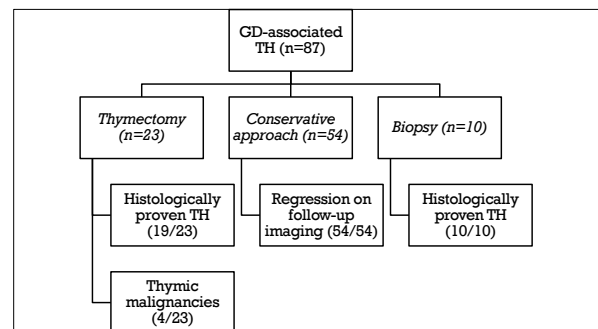 GD-associated
TH (n=87)
Thymectomy
(n=23)
Conservative
approach (n=54)
Biopsy (n=10)
Histologically
proven TH
(19/23)
Regression on
follow-up
imaging (54/54)
Histologically
proven TH
(10/10)
Thymic
malignancies
(4/23)